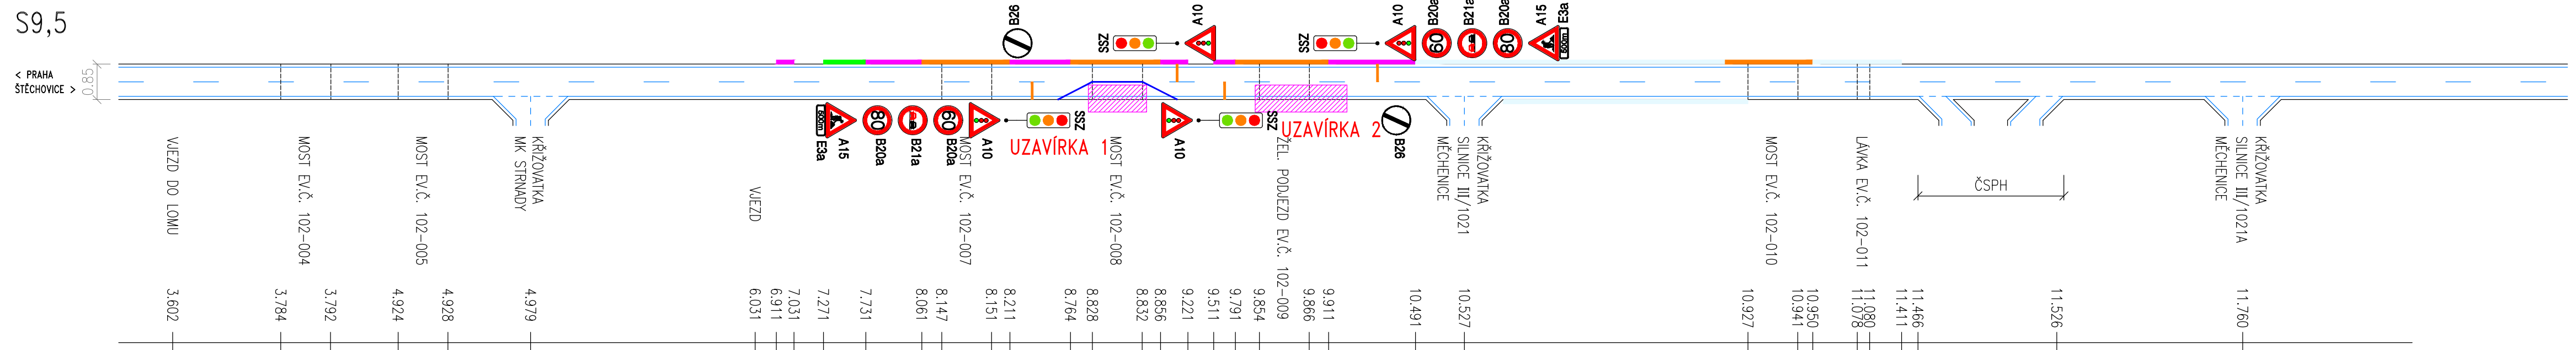 S9,5
< PRAHA
ŠTĚCHOVICE >
0.85
B26
SSZ
A10
SSZ
A10
B20a
60
B21a
B20a
80
A15
E3a
500m
500m
E3a
A15
80
B20a
B21a
60
B20a
A10
SSZ
UZAVÍRKA 1
A10
SSZ
UZAVÍRKA 2
B26
VJEZD DO LOMU
MOST EV.Č. 102-004
MOST EV.Č. 102-005
KŘIŽOVATKA
MK STRNADY
VJEZD
MOST EV.Č. 102-007
MOST EV.Č. 102-008
ŽEL. PODJEZD EV.Č. 102-009
KŘIŽOVATKA
SILNICE III/1021
MĚCHENICE
MOST EV.Č. 102-010
LÁVKA EV.Č. 102-011
ČSPH
KŘIŽOVATKA
SILNICE III/1021A
MĚCHENICE
3.602
3.784
3.792
4.924
4.928
4.979
6.031
6.911
7.031
7.271
7.731
8.061
8.147
8.151
8.211
8.764
8.828
8.832
8.856
9.221
9.511
9.791
9.854
9.866
9.911
10.491
10.527
10.927
10.941
10.950
11.078
11.080
11.411
11.466
11.526
11.760